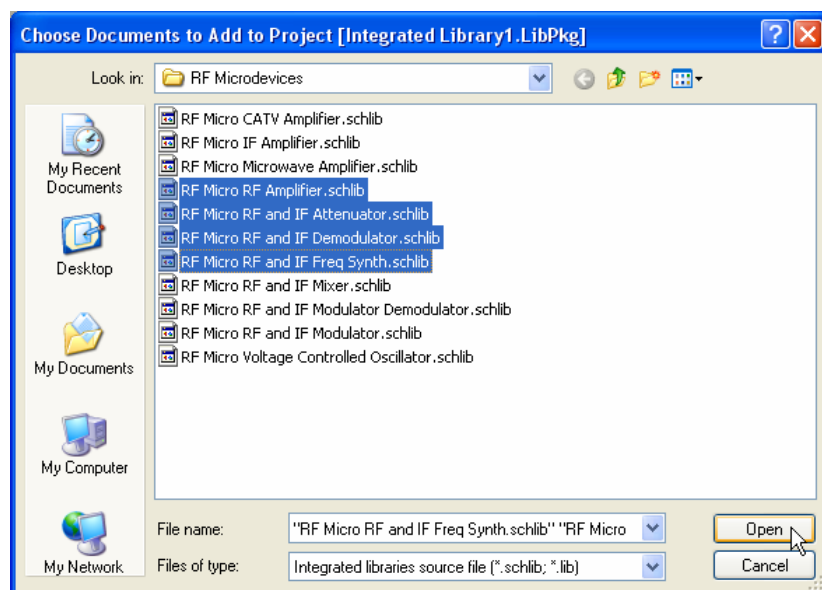 Choose Documents to Add to Project [Integrated Library1.LibPkg]
Look in:
RF Microdevices
My Recent
Documents
Desktop
My Documents
My Computer
My Network
RF Micro CATV Amplifier.schlib
RF Micro IF Amplifier.schlib
RF Micro Microwave Amplifier.schlib
RF Micro RF Amplifier.schlib
RF Micro RF and IF Attenuator.schlib
RF Micro RF and IF Demodulator.schlib
RF Micro RF and IF Freq Synth.schlib
RF Micro RF and IF Mixer.schlib
RF Micro RF and IF Modulator Demodulator.schlib
RF Micro RF and IF Modulator.schlib
RF Micro Voltage Controlled Oscillator.schlib
File name:
"RF Micro RF and IF Freq Synth.schlib" "RF Micro
Open
Files of type:
Integrated libraries source file (*.schlib; *.lib)
Cancel